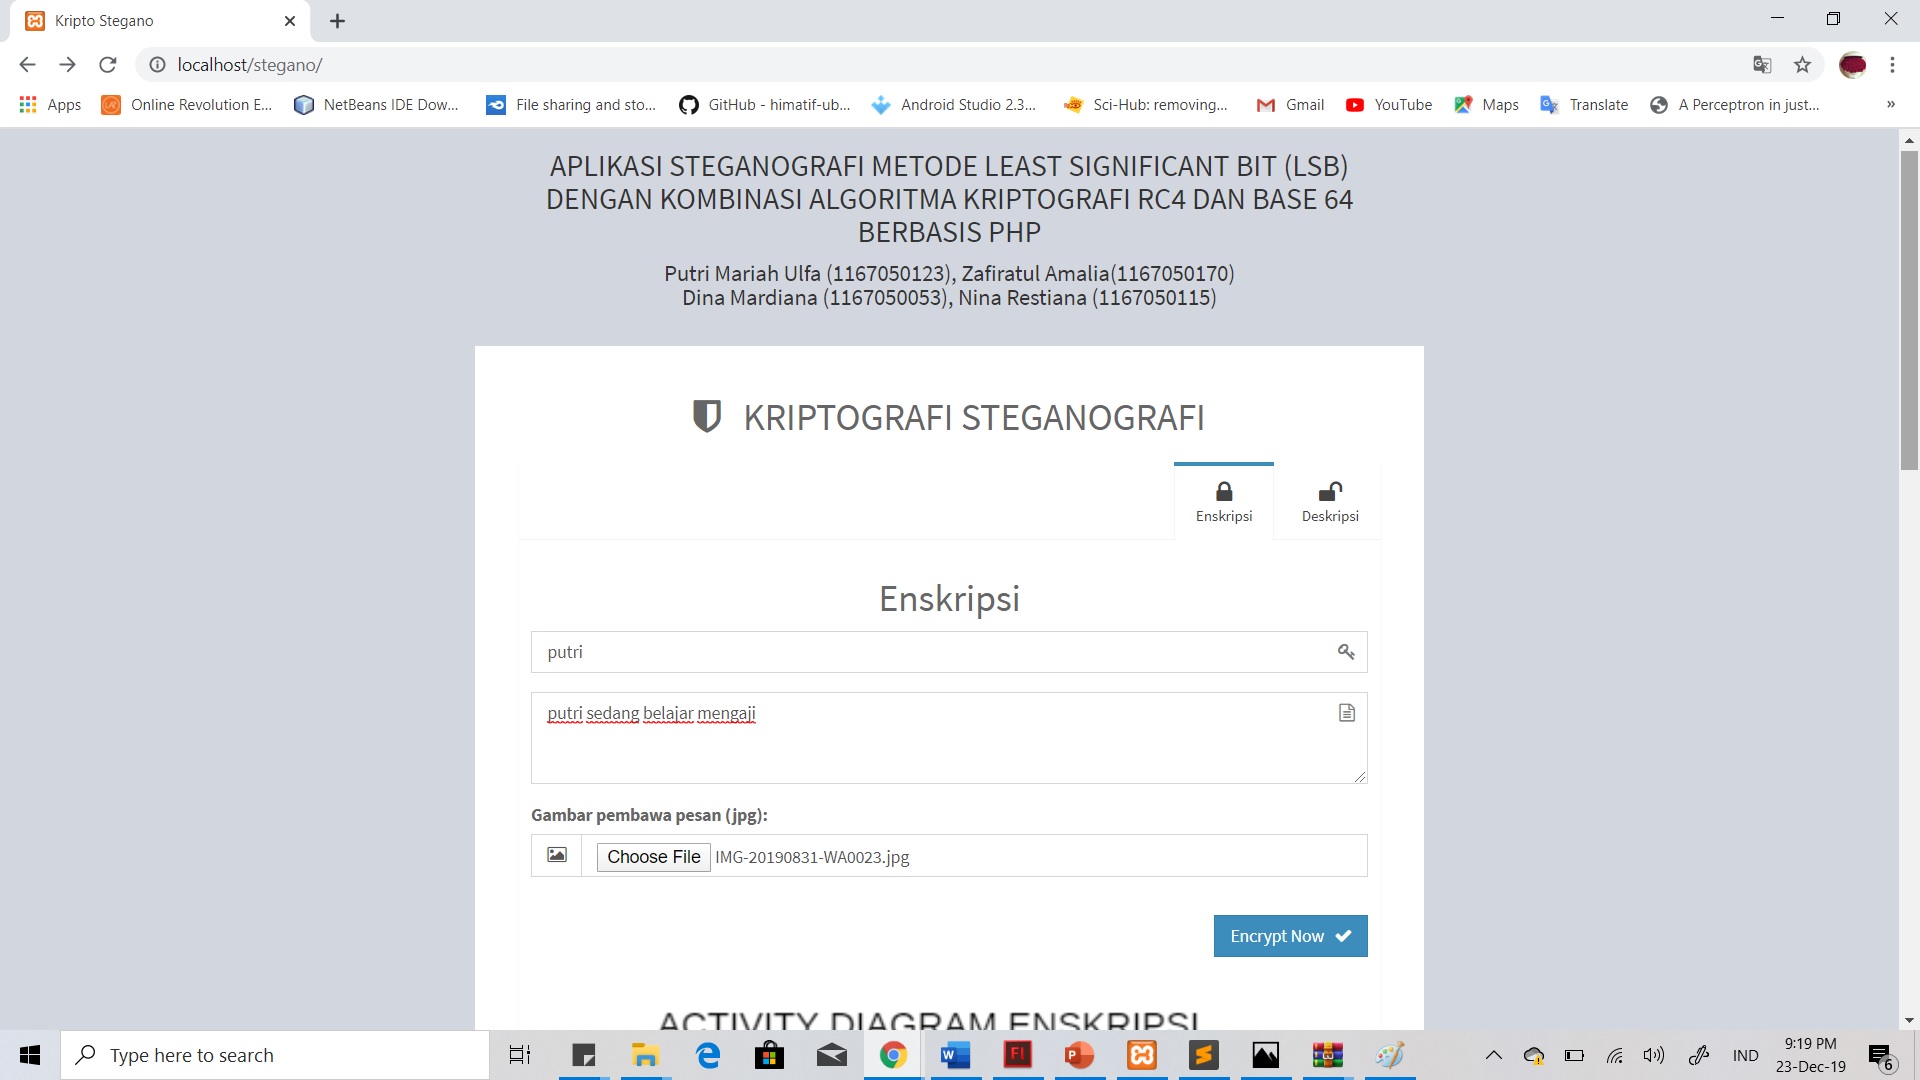 Kripto Stegano
localhost/stegano/
Apps Online Revolution E... NetBeans IDE Dow... File sharing and sto... GitHub - himatif-ub... Android Studio 2.3... Sci-Hub: removing... Gmail YouTube Maps Translate A Perceptron in just... »
APLIKASI STEGANOGRAFI METODE LEAST SIGNIFICANT BIT (LSB)
DENGAN KOMBINASI ALGORITMA KRIPTOGRAFI RC4 DAN BASE 64
BERBASIS PHP
Putri Mariah Ulfa (1167050123), Zafiratul Amalia(1167050170)
Dina Mardiana (1167050053), Nina Restiana (1167050115)
KRIPTOGRAFI STEGANOGRAFI
Enskripsi Deskripsi
Enskripsi
putri
putri sedang belajar mengaji
Gambar pembawa pesan (jpg):
Choose File IMG-20190831-WA0023.jpg
Encrypt Now
ACTIVITY DIAGRAM ENSKRIPSI
Type here to search
IND
9:19 PM
23-Dec-19
6